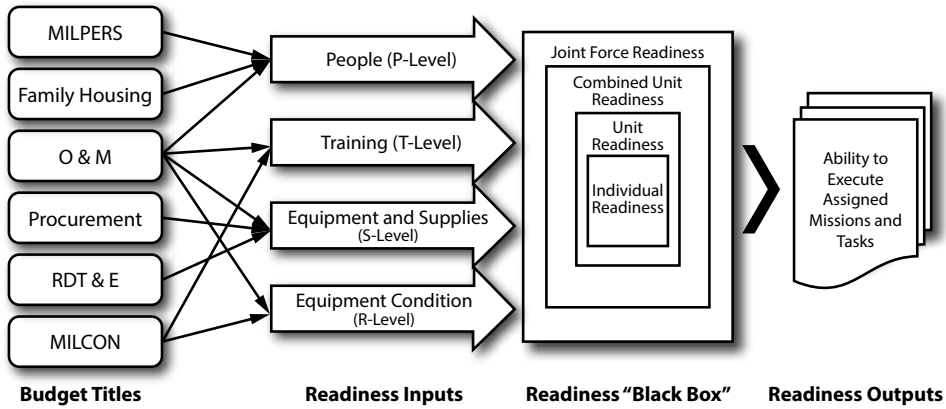 MILPERS
Family Housing
O & M
Procurement
RDT & E
MILCON
Budget Titles
People (P-Level)
Training (T-Level)
Equipment and Supplies
(S-Level)
Equipment Condition
(R-Level)
Readiness Inputs
Joint Force Readiness
Combined Unit
Readiness
Unit
Readiness
Individual
Readiness
Readiness “Black Box”
Ability to
Execute
Assigned
Missions and
Tasks
Readiness Outputs